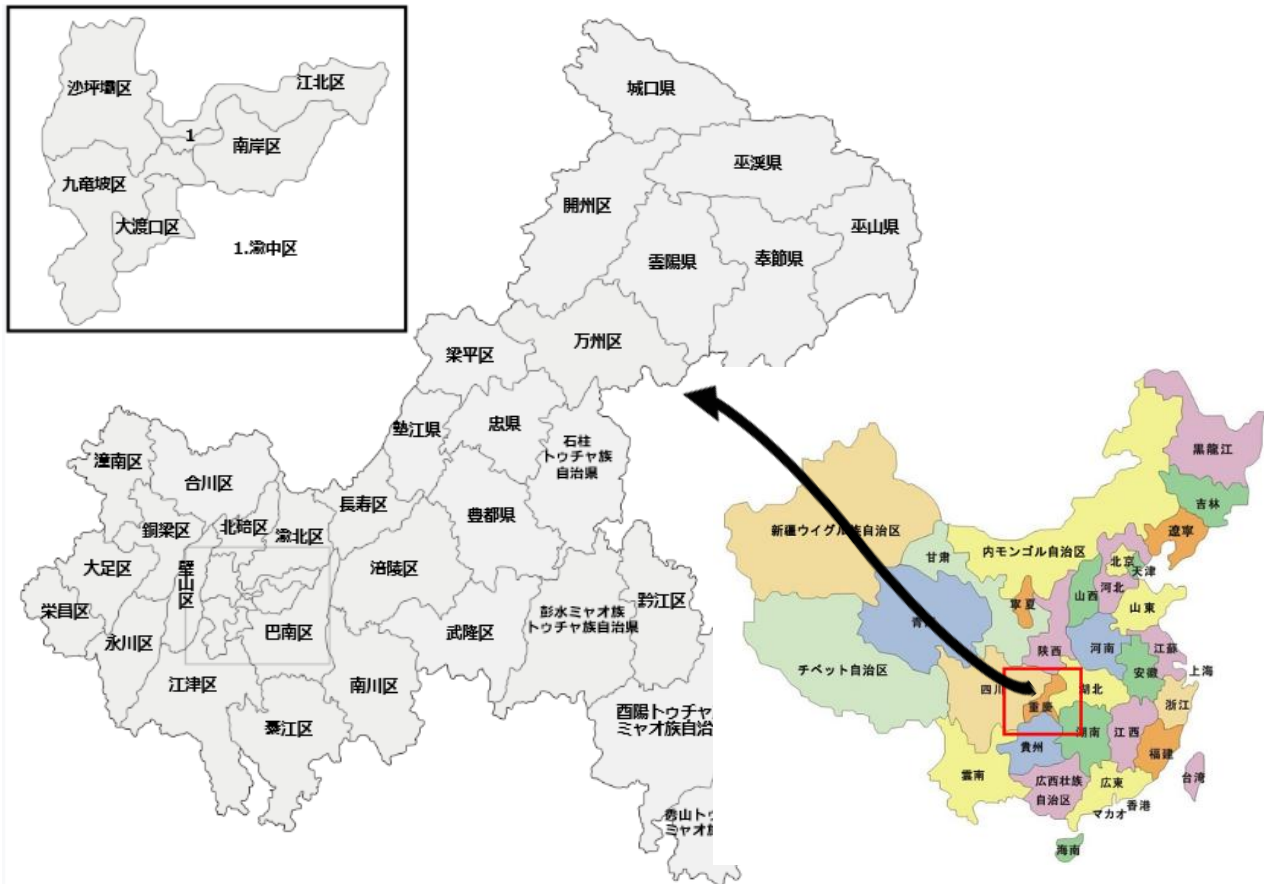 沙坪壩区
江北区
1
南岸区
九竜坡区
大渡口区
1.渝中区
城口県
巫渓県
開州区
巫山県
雲陽県
奉節県
万州区
梁平区
忠県
墊江県
石柱
トゥチャ族
自治県
潼南区
合川区
長寿区
豊都県
銅梁区
北碚区
渝北区
大足区
璧山区
涪陵区
栄昌区
彭水ミャオ族
トゥチャ族自治県
黔江区
永川区
巴南区
武隆区
江津区
南川区
綦江区
酉陽トゥチャ
ミャオ族自治
秀山トゥ
ミャオ族
黒龍江
吉林
遼寧
新疆ウイグル族自治区
甘粛
内モンゴル自治区
北京
天津
河北
山西
寧夏
山東
青
陝西
河南
江蘇
チベット自治区
安徽
上海
四川
重慶
湖北
浙江
貴州
湖南
江西
福建
雲南
広西壮族
自治区
広東
台湾
香港
マカオ
海南